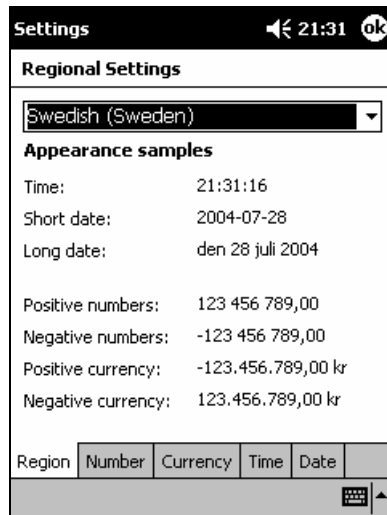 Settings 21:31 ok
Regional Settings
Swedish (Sweden)
Appearance samples
Time: 21:31:16
Short date: 2004-07-28
Long date: den 28 juli 2004
Positive numbers: 123 456 789,00
Negative numbers: -123 456 789,00
Positive currency: -123.456.789,00 kr
Negative currency: 123.456.789,00 kr
Region Number Currency Time Date